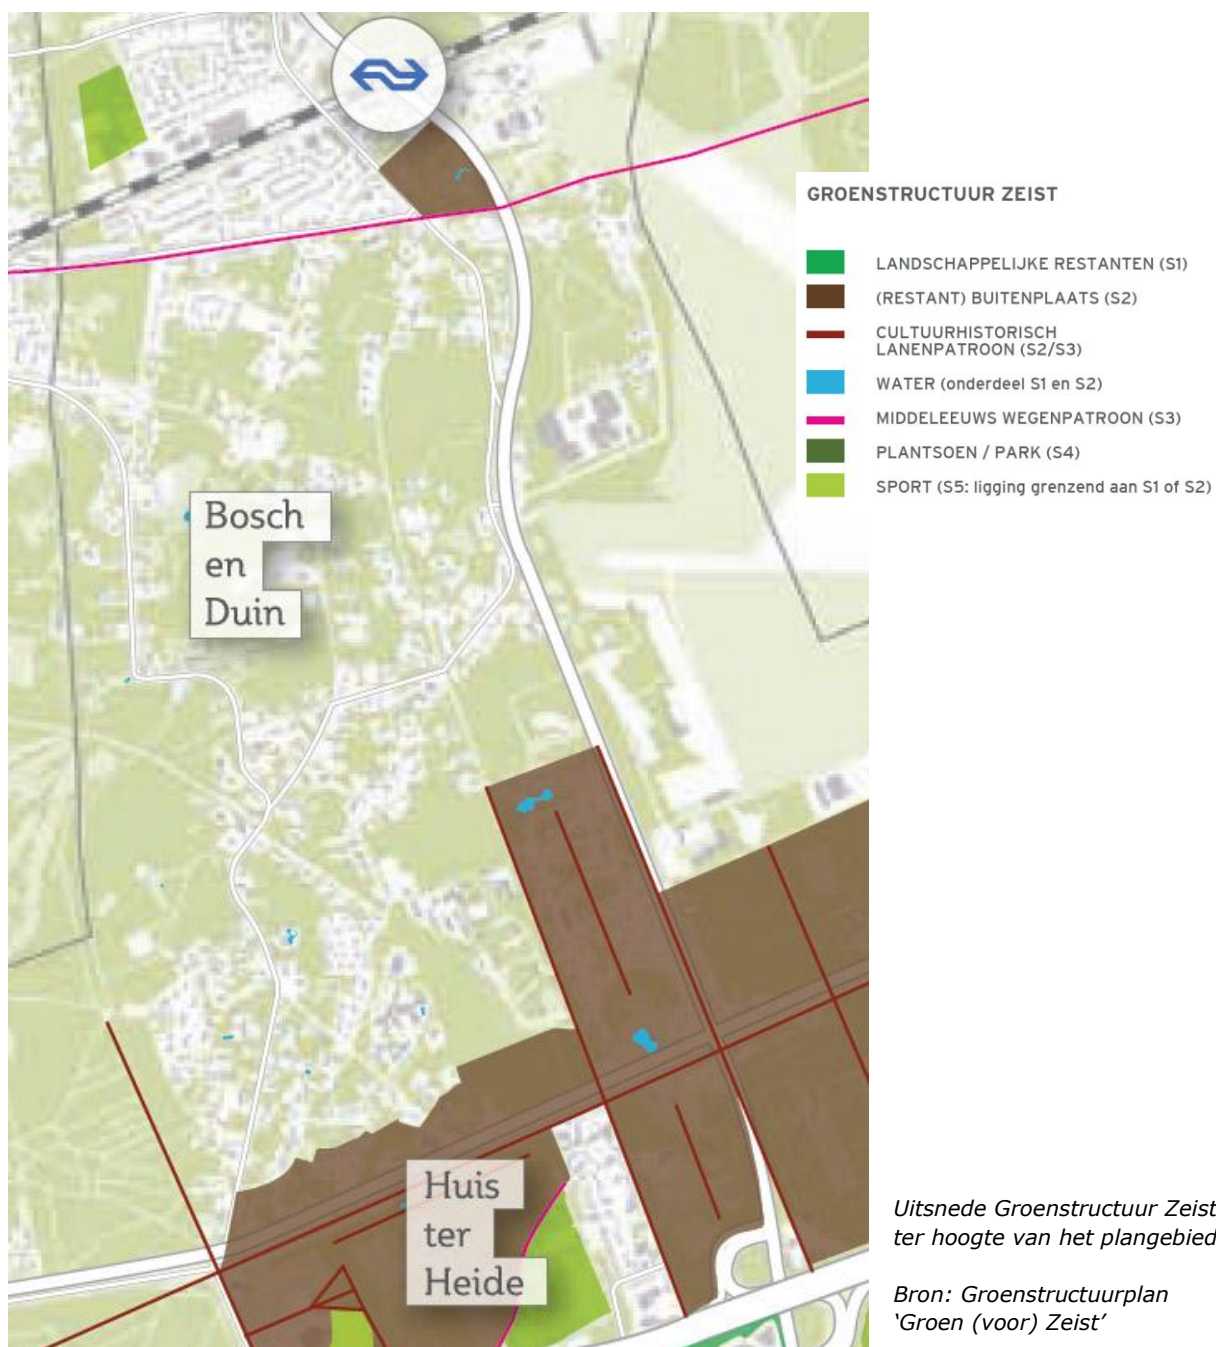 GROENSTRUCTUUR ZEIST
LANDSCHAPPELIJKE RESTANTEN (S1)
(RESTANT) BUITENPLAATS (S2)
CULTUURHISTORISCH
LANENPATROON (S2/S3)
WATER (onderdeel S1 en S2)
MIDDELEEUWS WEGENPATROON (S3)
PLANTSOEN / PARK (S4)
SPORT (S5: ligging grenzend aan S1 of S2)
Bosch
en
Duin
Huis
ter
Heide
Uitsnede Groenstructuur Zeist
ter hoogte van het plangebied
Bron: Groenstructuurplan
‘Groen (voor) Zeist’